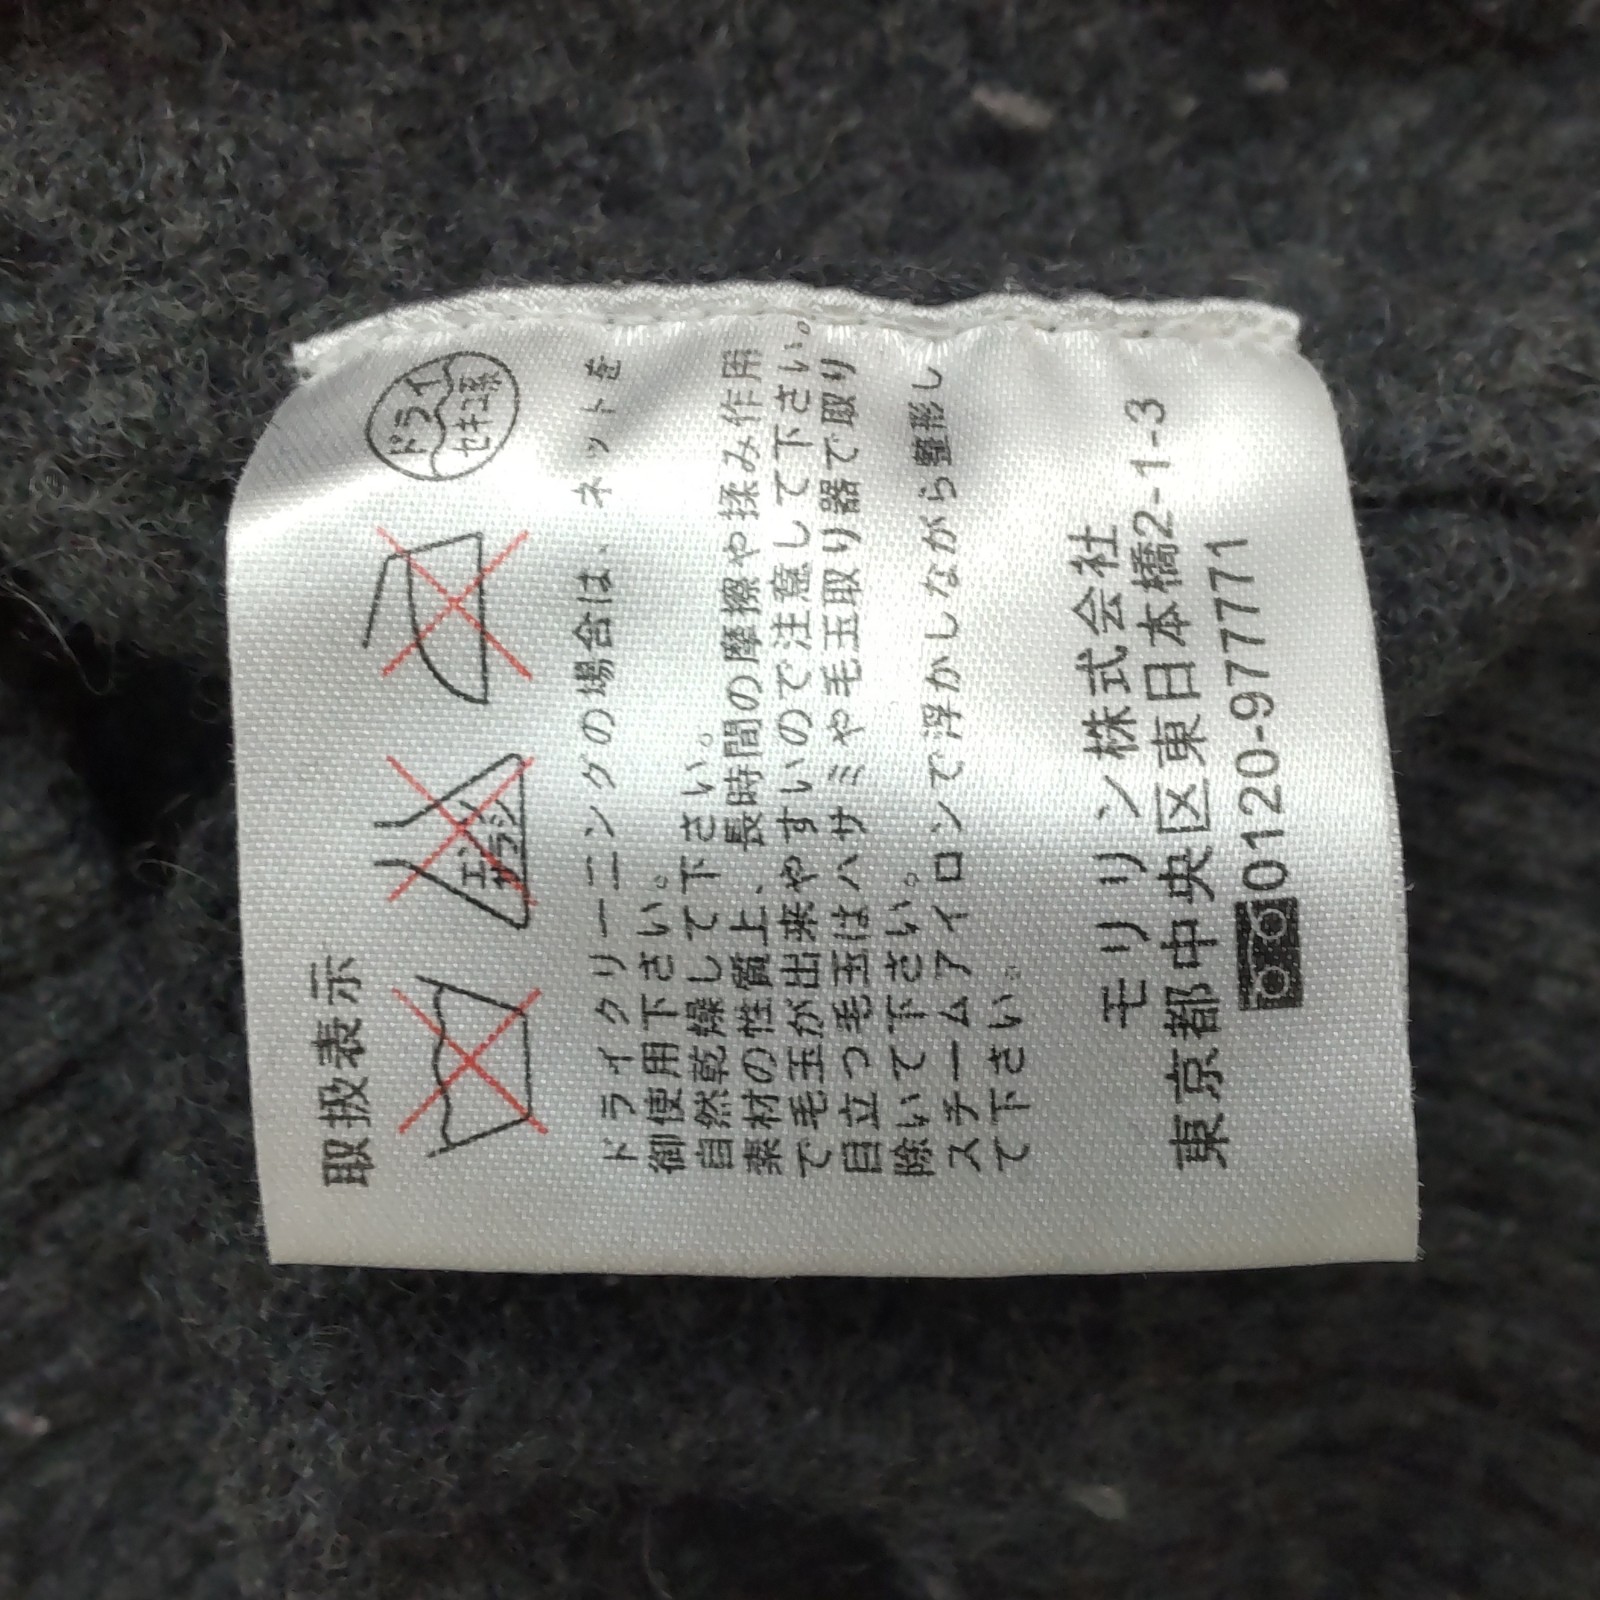 取扱表示
エンソ サラシ
ドライ
セキユ系
ドライクリーニングの場合は、ネットを
御使用下さい。
自然乾燥して下さい。
素材の性質上、長時間の摩擦や揉み作用
で毛玉が出来やすいので注意して下さい。
目立つ毛玉はハサミや毛玉取り器で取り
除いて下さい。
スチームアイロンで浮かしながら整形し
て下さい。
モリリン株式会社
東京都中央区東日本橋2-1-3
0120-977771